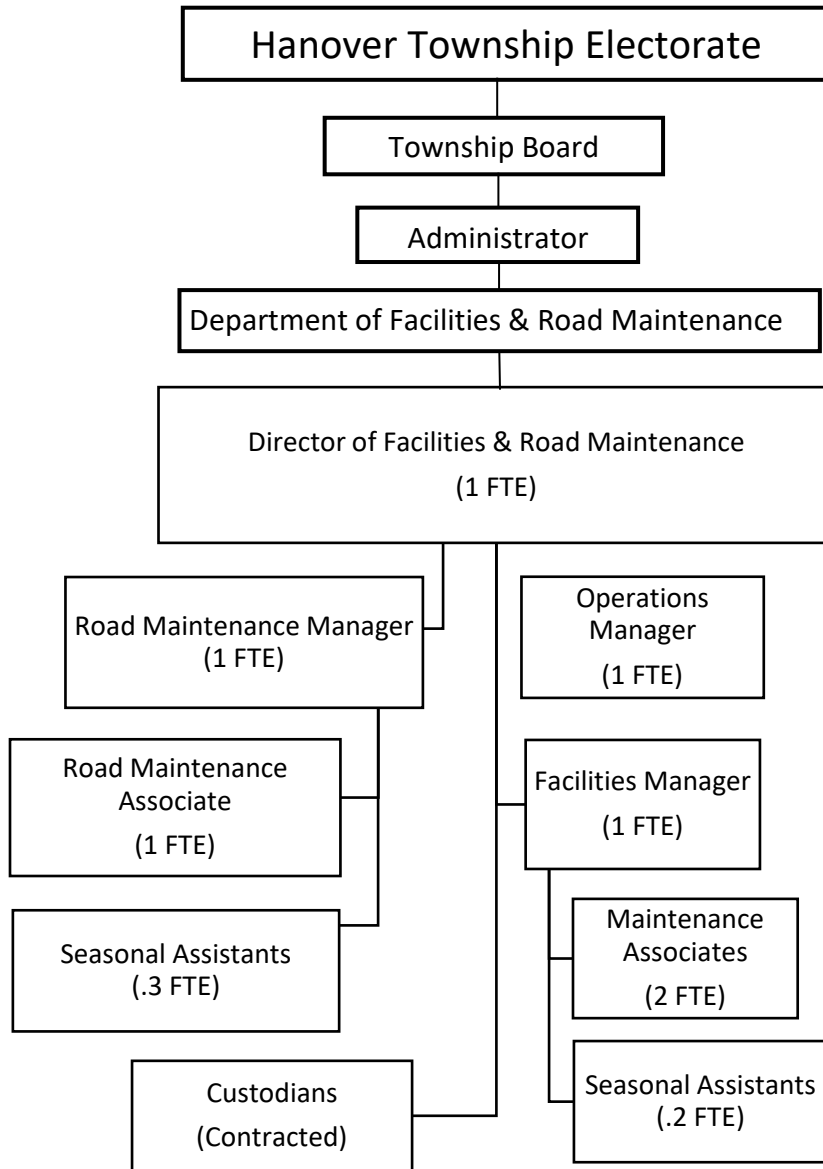 Hanover Township Electorate
Township Board
Administrator
Department of Facilities & Road Maintenance
Director of Facilities & Road Maintenance
(1 FTE)
Road Maintenance Manager
(1 FTE)
Operations
Manager
(1 FTE)
Road Maintenance
Associate
(1 FTE)
Facilities Manager
(1 FTE)
Seasonal Assistants
(.3 FTE)
Maintenance
Associates
(2 FTE)
Custodians
(Contracted)
Seasonal Assistants
(.2 FTE)